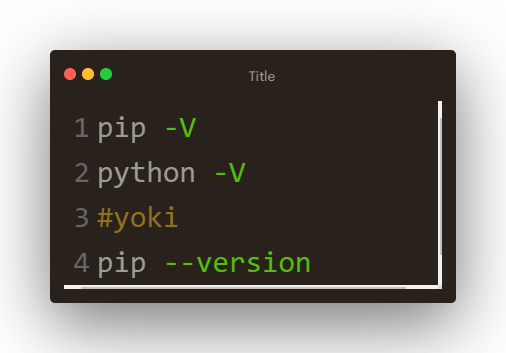 Title
1 pip -V
2 python -V
3 #yoki
4 pip --version